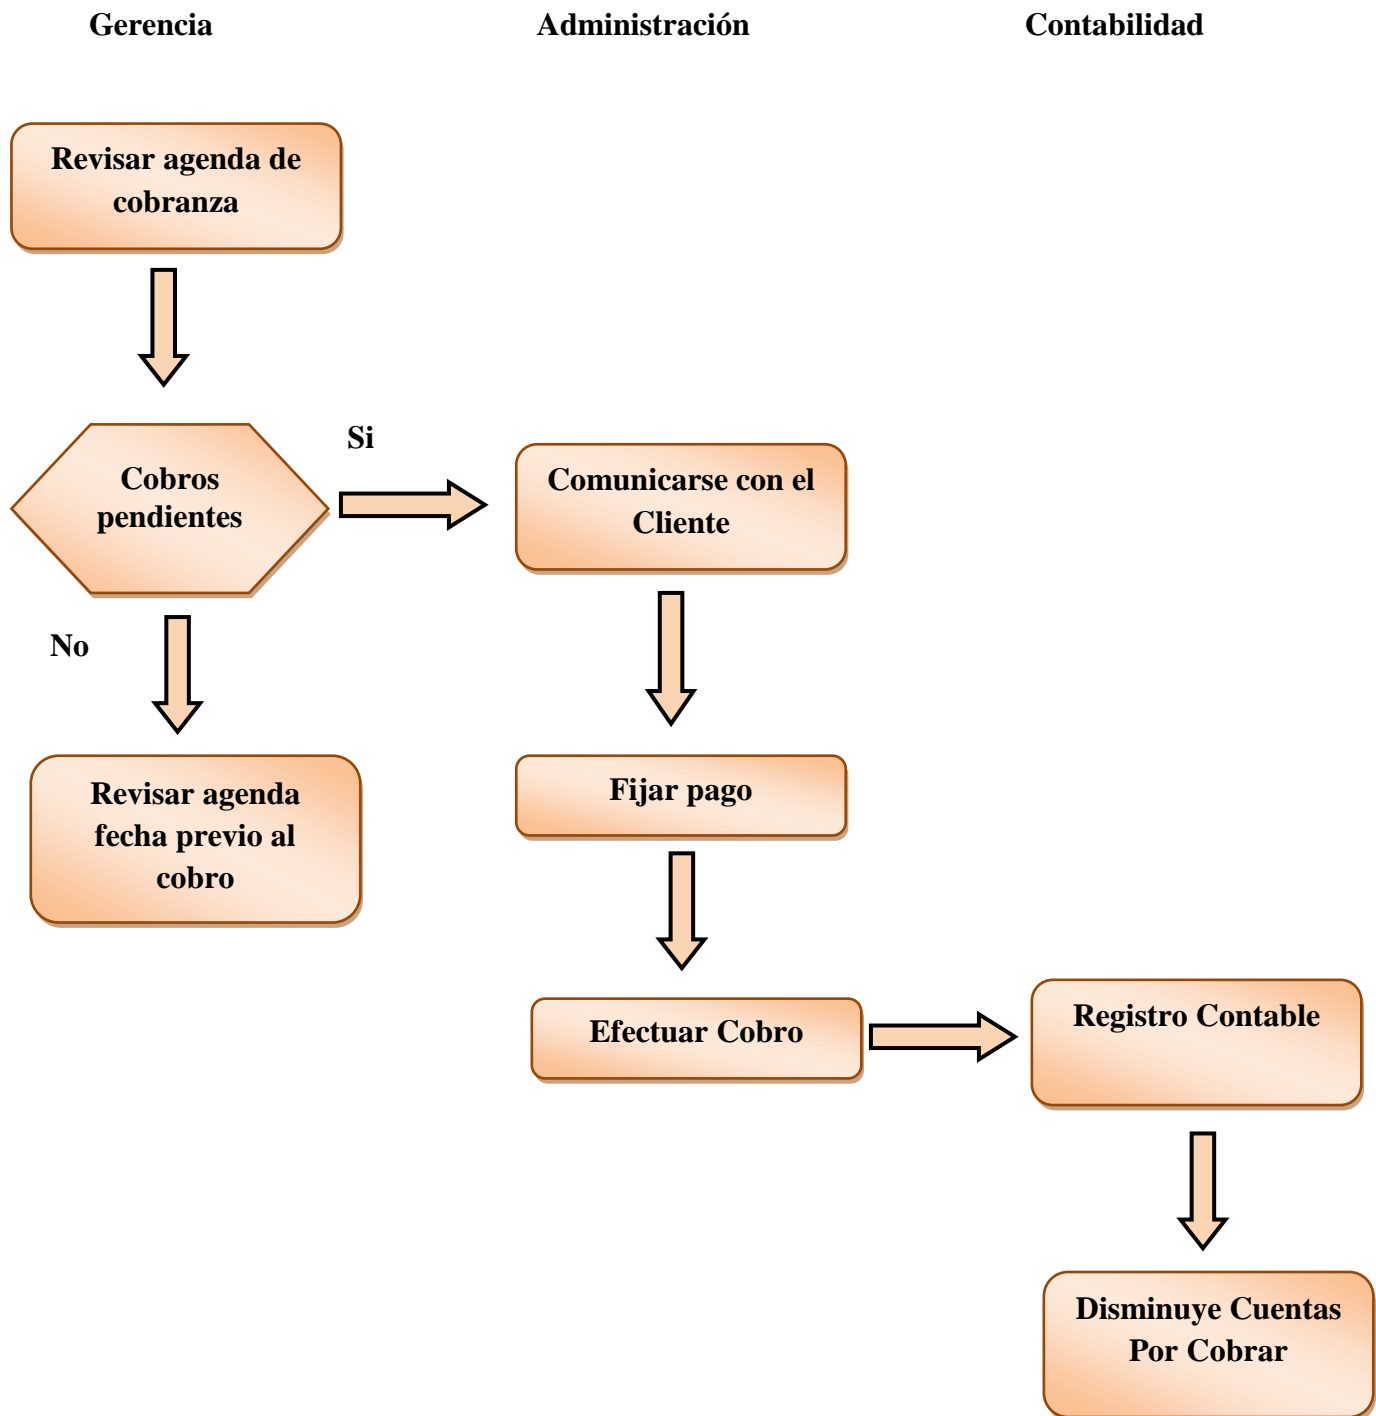 Gerencia
Administración
Contabilidad
Revisar agenda de
cobranza
Si
Cobros
pendientes
Comunicarse con el
Cliente
No
Revisar agenda
fecha previo al
cobro
Fijar pago
Efectuar Cobro
Registro Contable
Disminuye Cuentas
Por Cobrar